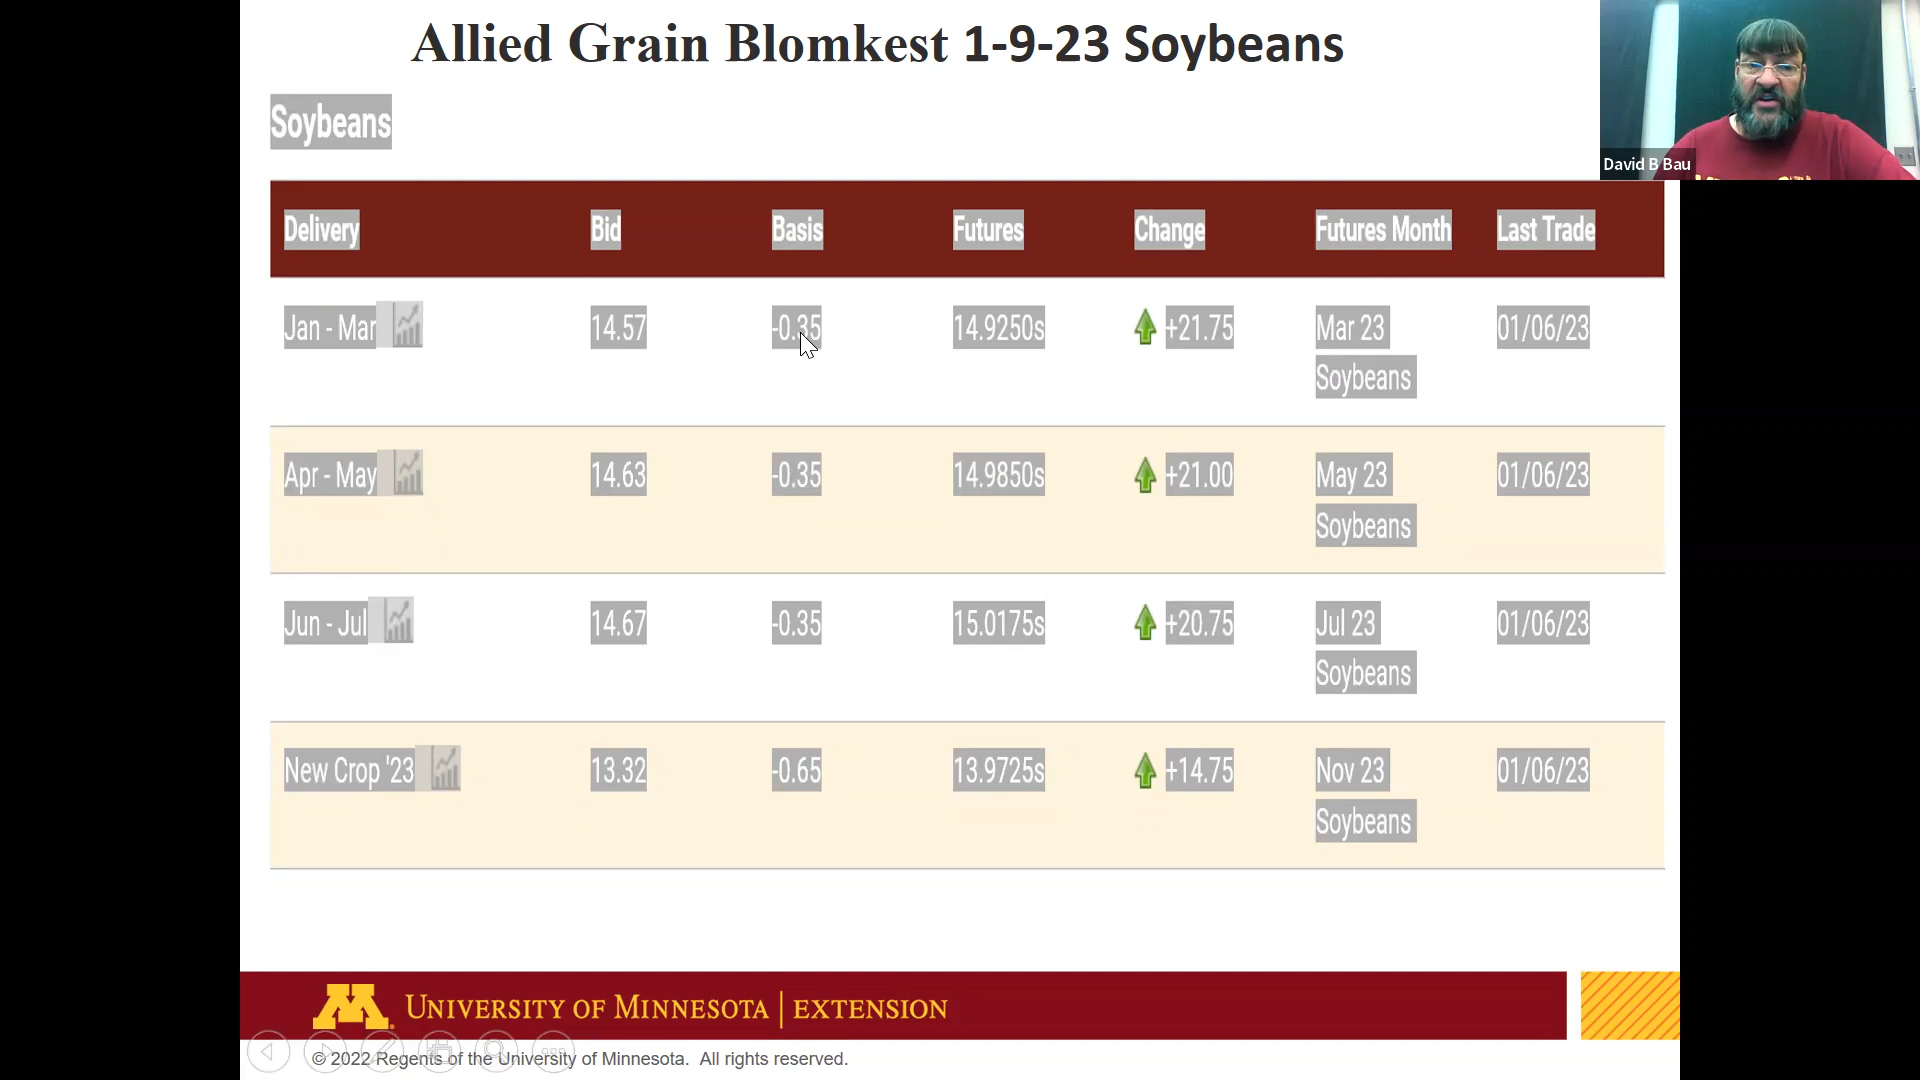 Allied Grain Blomkest 1-9-23 Soybeans
Soybeans
David B Bau
Delivery Bid Basis Futures Change Futures Month Last Trade
Jan - Mar 14.57 -0.35 14.9250s +21.75 Mar 23 01/06/23
Soybeans
Apr - May 14.63 -0.35 14.9850s +21.00 May 23 01/06/23
Soybeans
Jun - Jul 14.67 -0.35 15.0175s +20.75 Jul 23 01/06/23
Soybeans
New Crop '23 13.32 -0.65 13.9725s +14.75 Nov 23 01/06/23
Soybeans
M UNIVERSITY OF MINNESOTA | EXTENSION
© 2022 Regents of the University of Minnesota. All rights reserved.